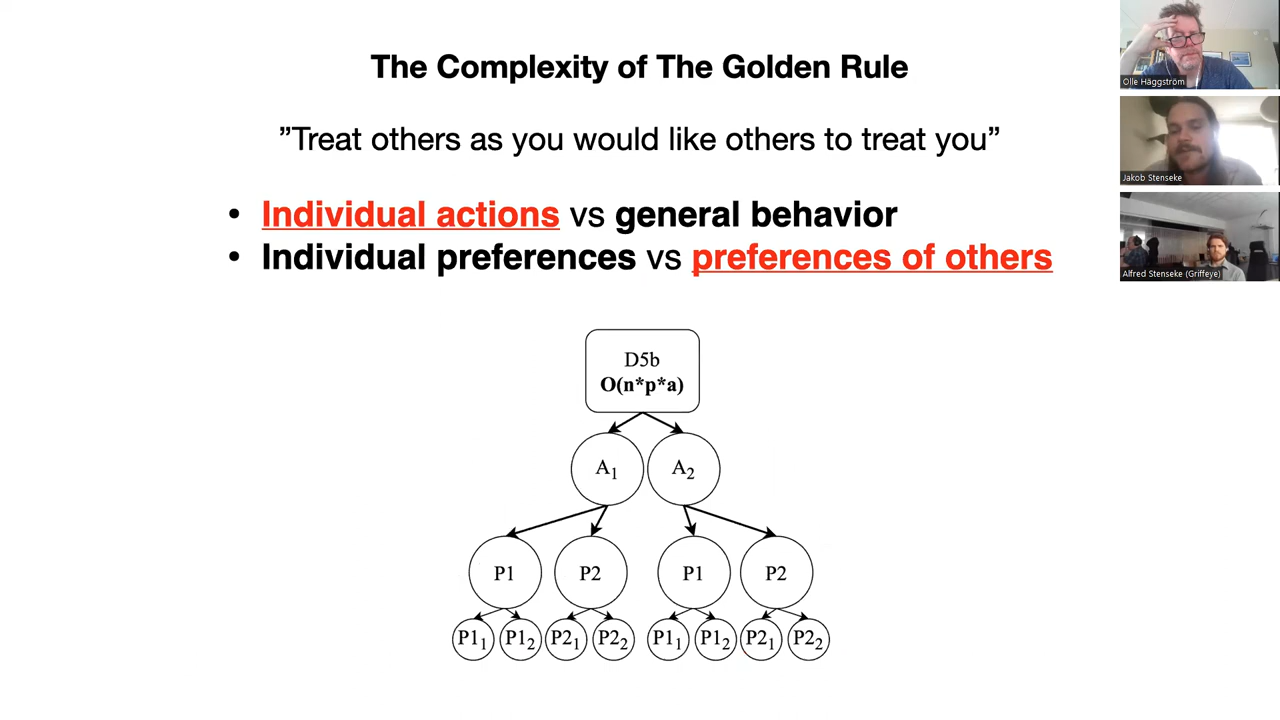 The Complexity of The Golden Rule
”Treat others as you would like others to treat you”
• Individual actions vs general behavior
• Individual preferences vs preferences of others
D5b
O(n*p*a)
A1 A2
P1 P2 P1 P2
P11 P12 P21 P22 P11 P12 P21 P22
Olle Häggström
Jakob Stenseke
Alfred Stenseke (Griffeye)